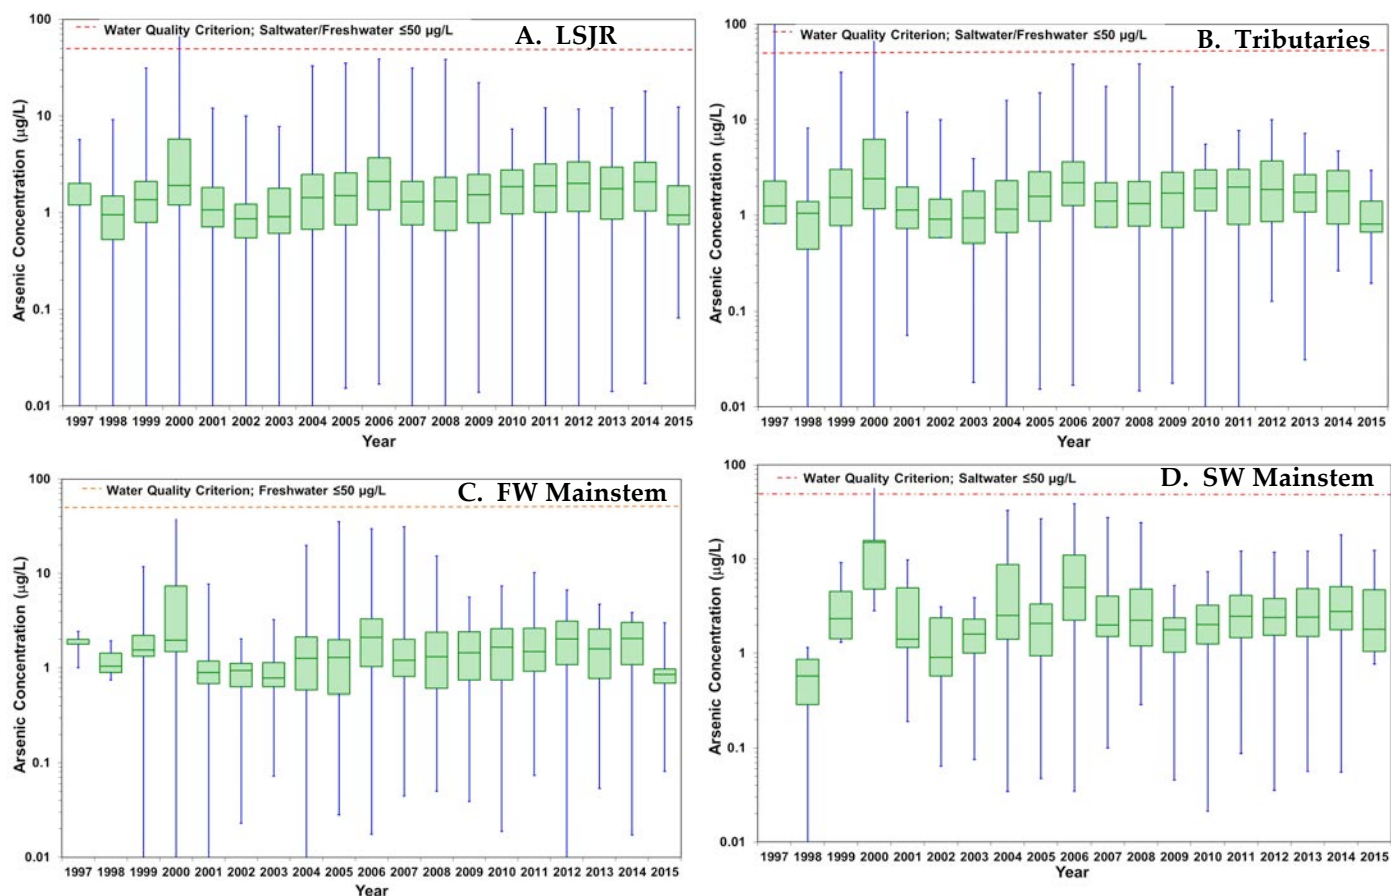 100
10
1
0.1
0.01
Arsenic Concentration (µg/L)
Water Quality Criterion; Saltwater/Freshwater ≤50 µg/L
A. LSJR
1997 1998 1999 2000 2001 2002 2003 2004 2005 2006 2007 2008 2009 2010 2011 2012 2013 2014 2015
Year
100
10
1
0.1
0.01
Arsenic Concentration (µg/L)
Water Quality Criterion; Saltwater/Freshwater ≤50 µg/L
B. Tributaries
1997 1998 1999 2000 2001 2002 2003 2004 2005 2006 2007 2008 2009 2010 2011 2012 2013 2014 2015
Year
100
10
1
0.1
0.01
Arsenic Concentration (µg/L)
Water Quality Criterion; Freshwater ≤50 µg/L
C. FW Mainstem
1997 1998 1999 2000 2001 2002 2003 2004 2005 2006 2007 2008 2009 2010 2011 2012 2013 2014 2015
Year
100
10
1
0.1
0.01
Arsenic Concentration (µg/L)
Water Quality Criterion; Saltwater ≤50 µg/L
D. SW Mainstem
1997 1998 1999 2000 2001 2002 2003 2004 2005 2006 2007 2008 2009 2010 2011 2012 2013 2014 2015
Year